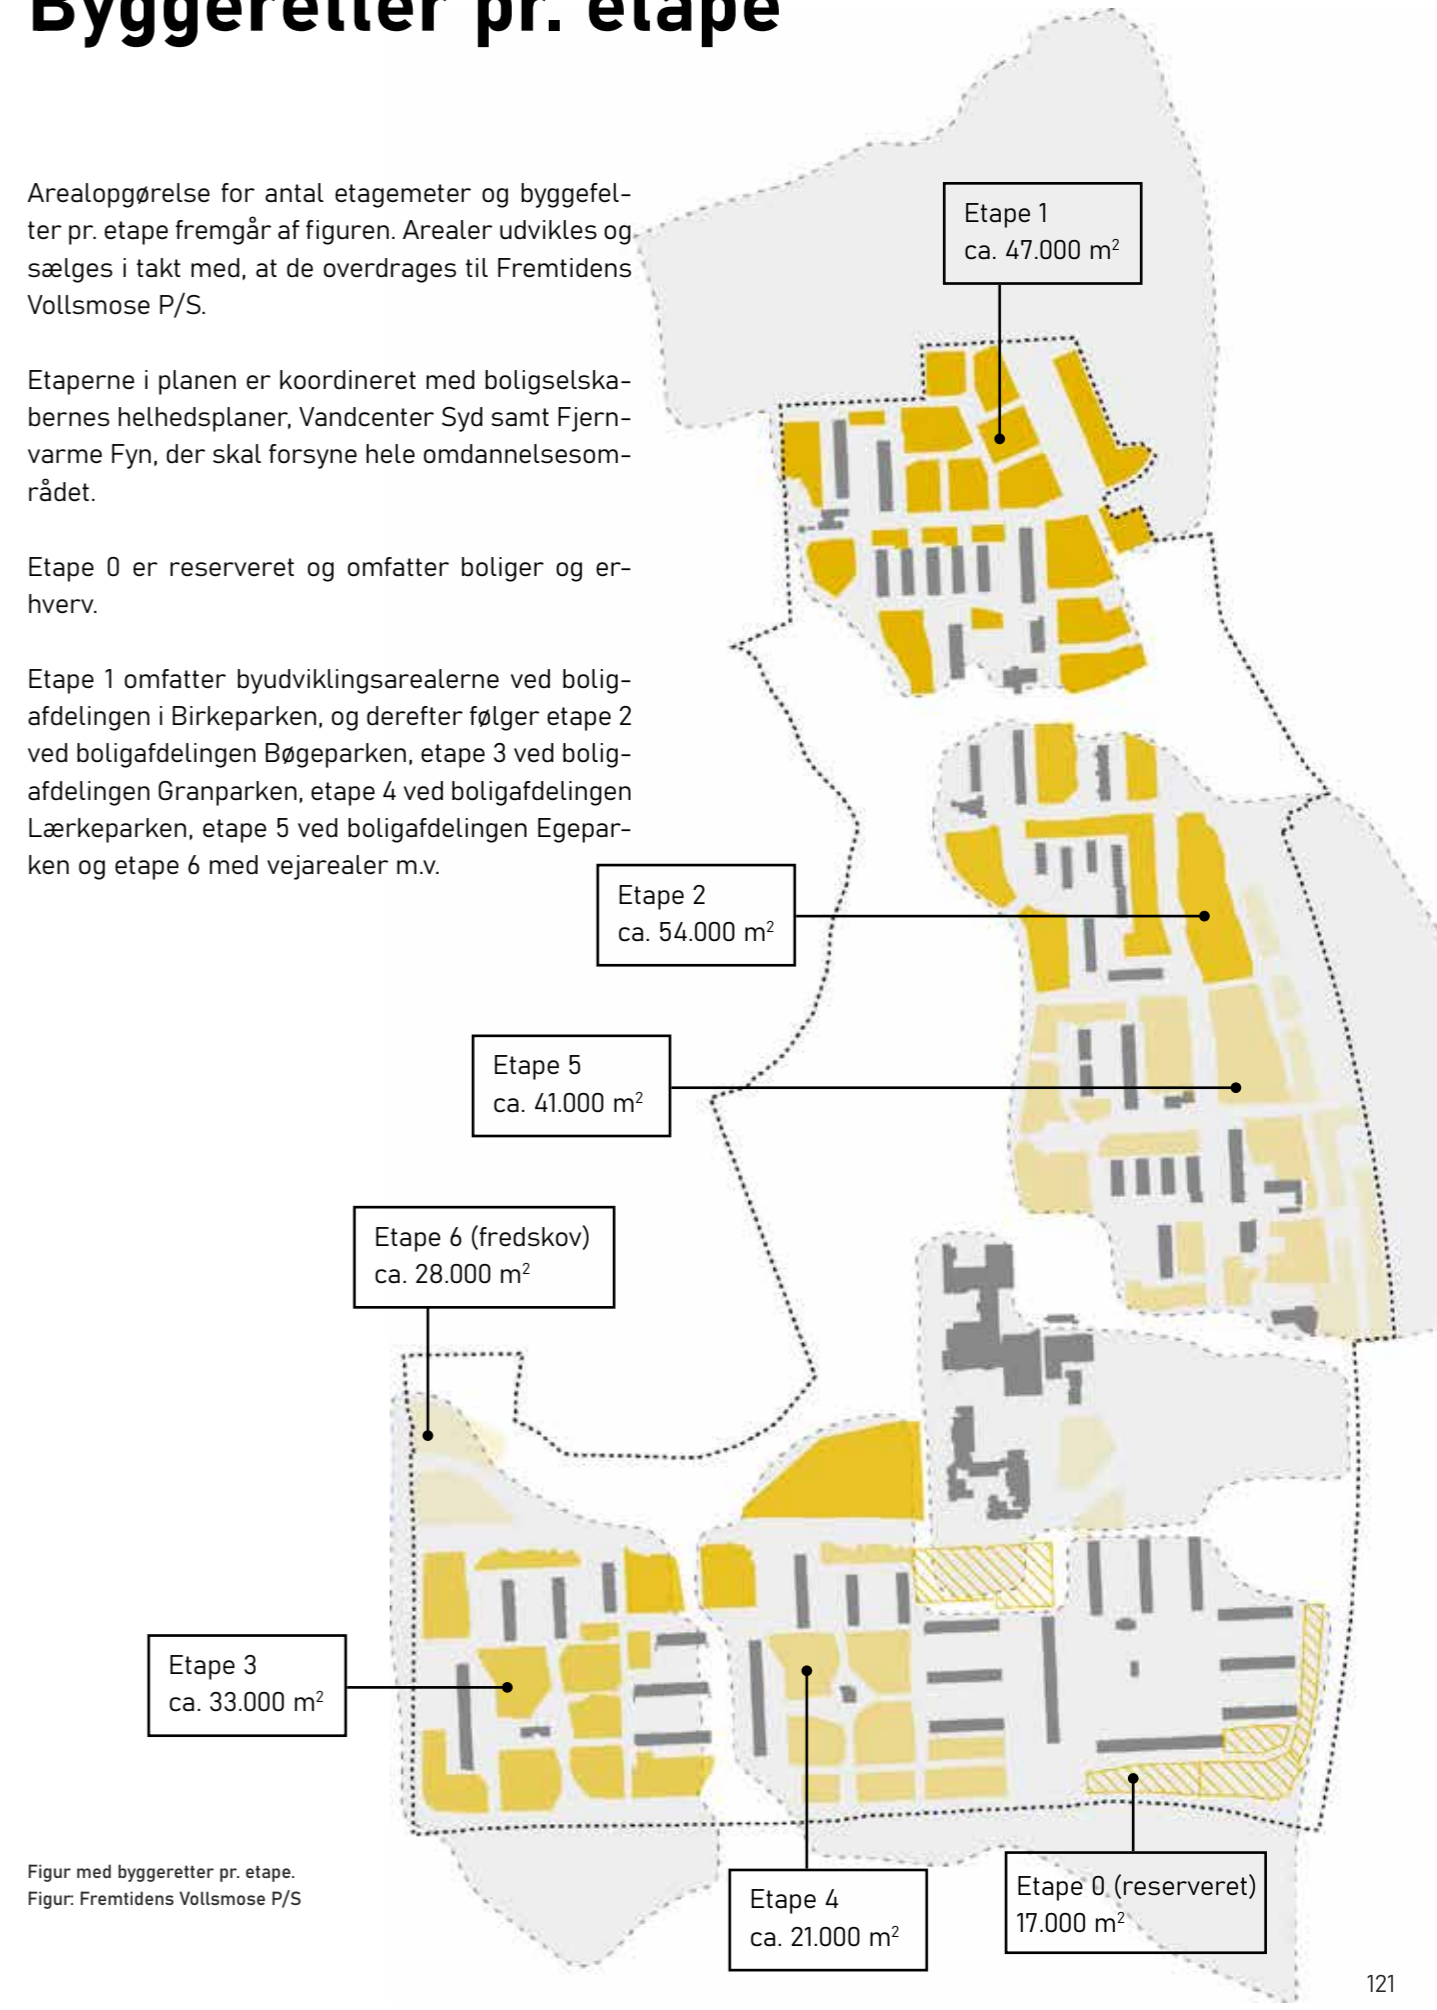 Byggeretter pr. etape
Arealopgørelse for antal etagemeter og byggefel-
ter pr. etape fremgår af figuren. Arealer udvikles og
sælges i takt med, at de overdrages til Fremtidens
Vollsmose P/S.
Etaperne i planen er koordineret med boligselska-
bernes helhedsplaner, Vandcenter Syd samt Fjern-
varme Fyn, der skal forsyne hele omdannelsesom-
rådet.
Etape 0 er reserveret og omfatter boliger og er-
hverv.
Etape 1 omfatter byudviklingsarealerne ved bolig-
afdelingen i Birkeparken, og derefter følger etape 2
ved boligafdelingen Bøgeparken, etape 3 ved bolig-
afdelingen Granparken, etape 4 ved boligafdelingen
Lærkeparken, etape 5 ved boligafdelingen Egepar-
ken og etape 6 med vejarealer m.v.
Etape 1
ca. 47.000 m²
Etape 2
ca. 54.000 m²
Etape 5
ca. 41.000 m²
Etape 6 (fredskov)
ca. 28.000 m²
Etape 3
ca. 33.000 m²
Etape 4
ca. 21.000 m²
Etape 0 (reserveret)
17.000 m²
Figur med byggeretter pr. etape.
Figur: Fremtidens Vollsmose P/S
121